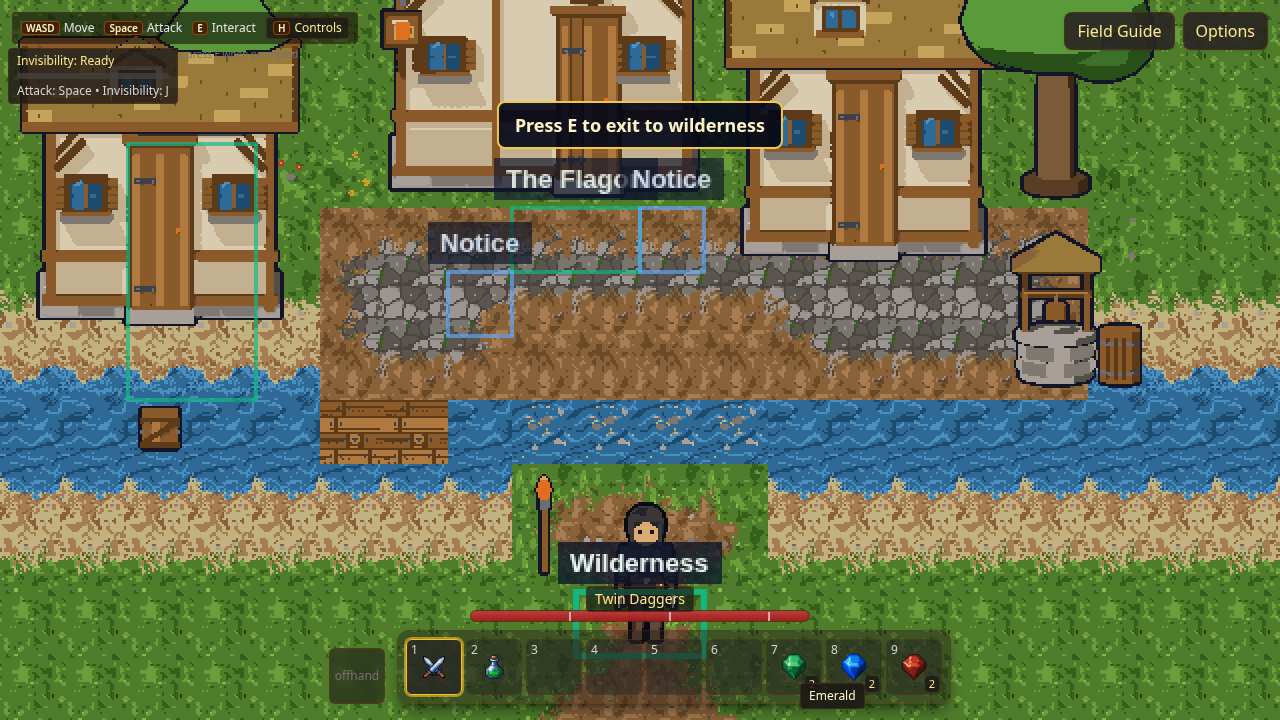 WASD Move Space Attack E Interact H Controls
Field Guide
Options
Invisibility: Ready
Attack: Space • Invisibility: J
Press E to exit to wilderness
The Flag
Notice
Notice
Wilderness
Twin Daggers
offhand
1 2 3 4 5 6 7 8 9
2 2
Emerald